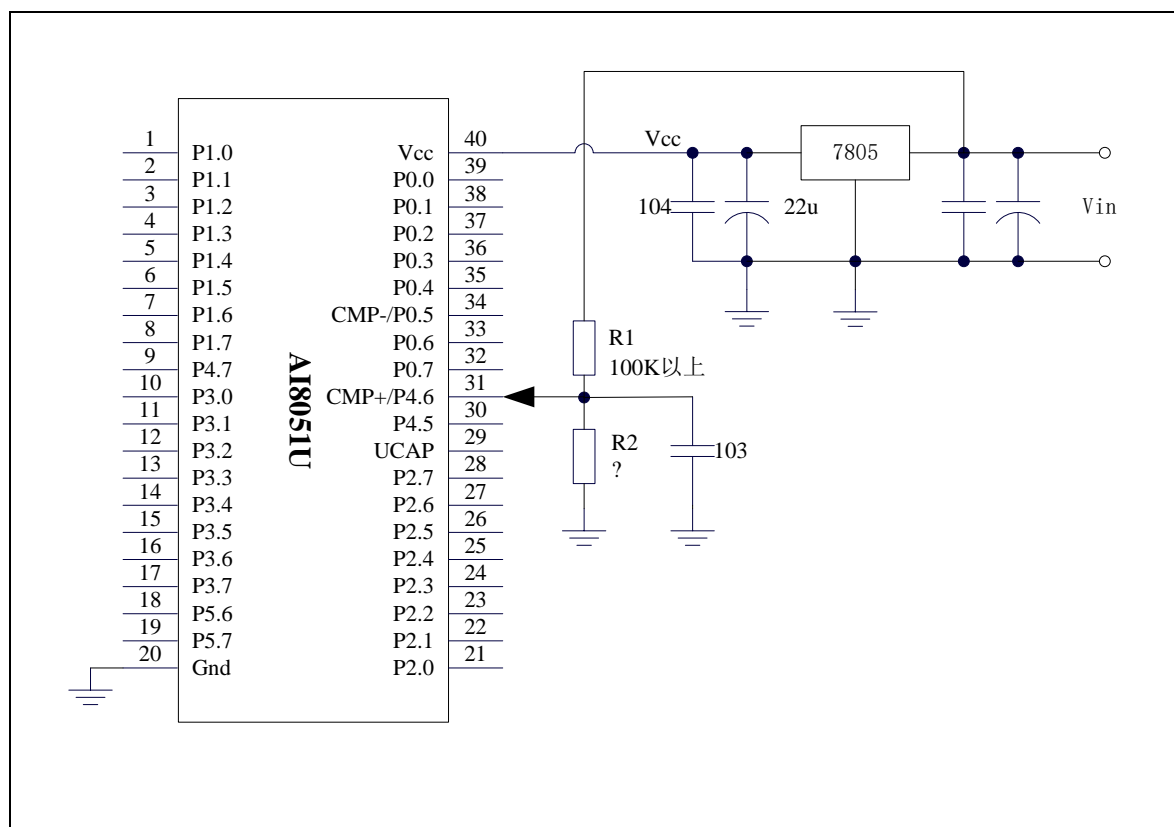 1
P1.0
2
P1.1
3
P1.2
4
P1.3
5
P1.4
6
P1.5
7
P1.6
8
P1.7
9
P4.7
10
P3.0
11
P3.1
12
P3.2
13
P3.3
14
P3.4
15
P3.5
16
P3.6
17
P3.7
18
P5.6
19
P5.7
20
Gnd
AI8051U
40
Vcc
39
P0.0
38
P0.1
37
P0.2
36
P0.3
35
P0.4
34
CMP-/P0.5
33
P0.6
32
P0.7
31
CMP+/P4.6
30
P4.5
29
UCAP
28
P2.7
27
P2.6
26
P2.5
25
P2.4
24
P2.3
23
P2.2
22
P2.1
21
P2.0
Vcc
7805
104
22u
Vin
R1
100K以上
R2
?
103